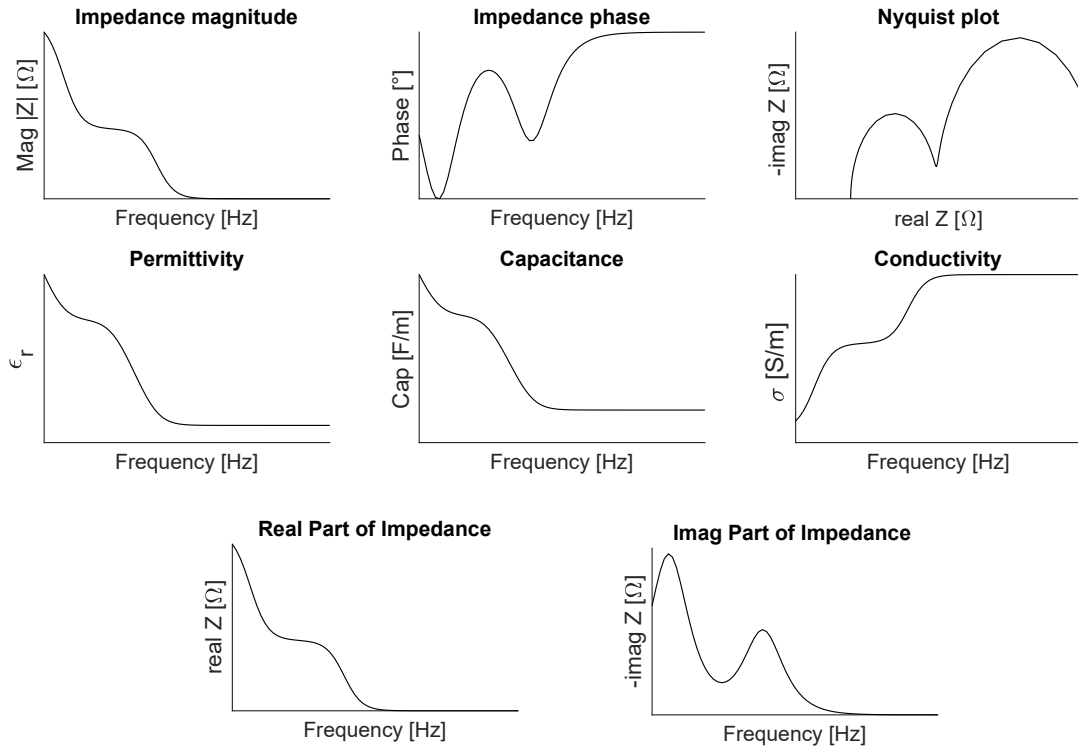 Impedance magnitude
Mag |Z| [Ω]
Frequency [Hz]
Impedance phase
Phase [°]
Frequency [Hz]
Nyquist plot
-imag Z [Ω]
real Z [Ω]
Permittivity
ϵr
Frequency [Hz]
Capacitance
Cap [F/m]
Frequency [Hz]
Conductivity
σ [S/m]
Frequency [Hz]
Real Part of Impedance
real Z [Ω]
Frequency [Hz]
Imag Part of Impedance
-imag Z [Ω]
Frequency [Hz]